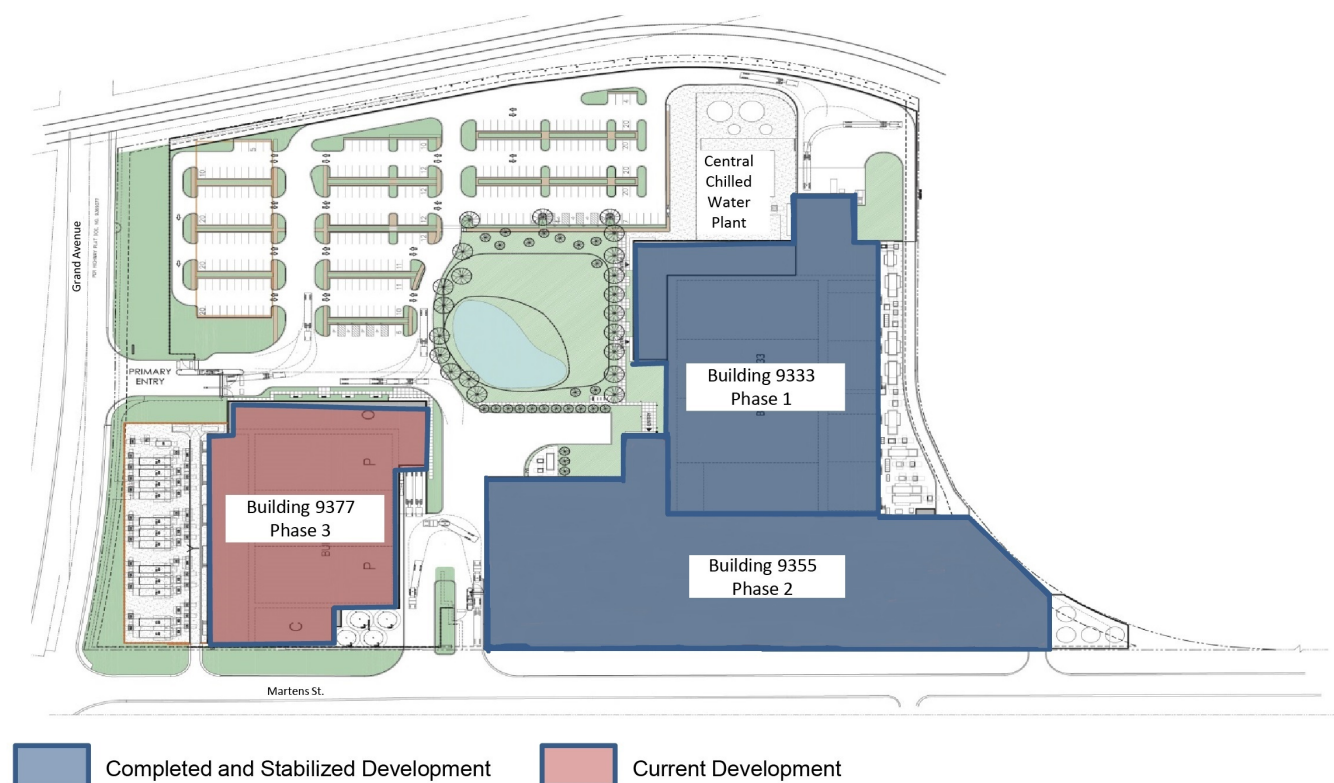 Central
Chilled
Water
Plant
Grand Avenue
PRIMARY
ENTRY
Building 9333
Phase 1
Building 9377
Phase 3
Building 9355
Phase 2
Martens St.
Completed and Stabilized Development
Current Development